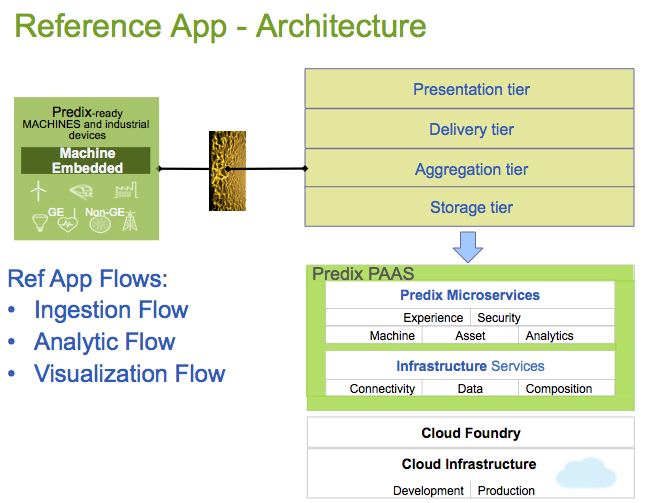 Reference App - Architecture
Predix-ready
MACHINES and industrial
devices
Machine
Embedded
GE | Non-GE
Presentation tier
Delivery tier
Aggregation tier
Storage tier
Ref App Flows:
• Ingestion Flow
• Analytic Flow
• Visualization Flow
Predix PAAS
Predix Microservices
Experience Security
Machine Asset Analytics
Infrastructure Services
Connectivity Data Composition
Cloud Foundry
Cloud Infrastructure
Development Production